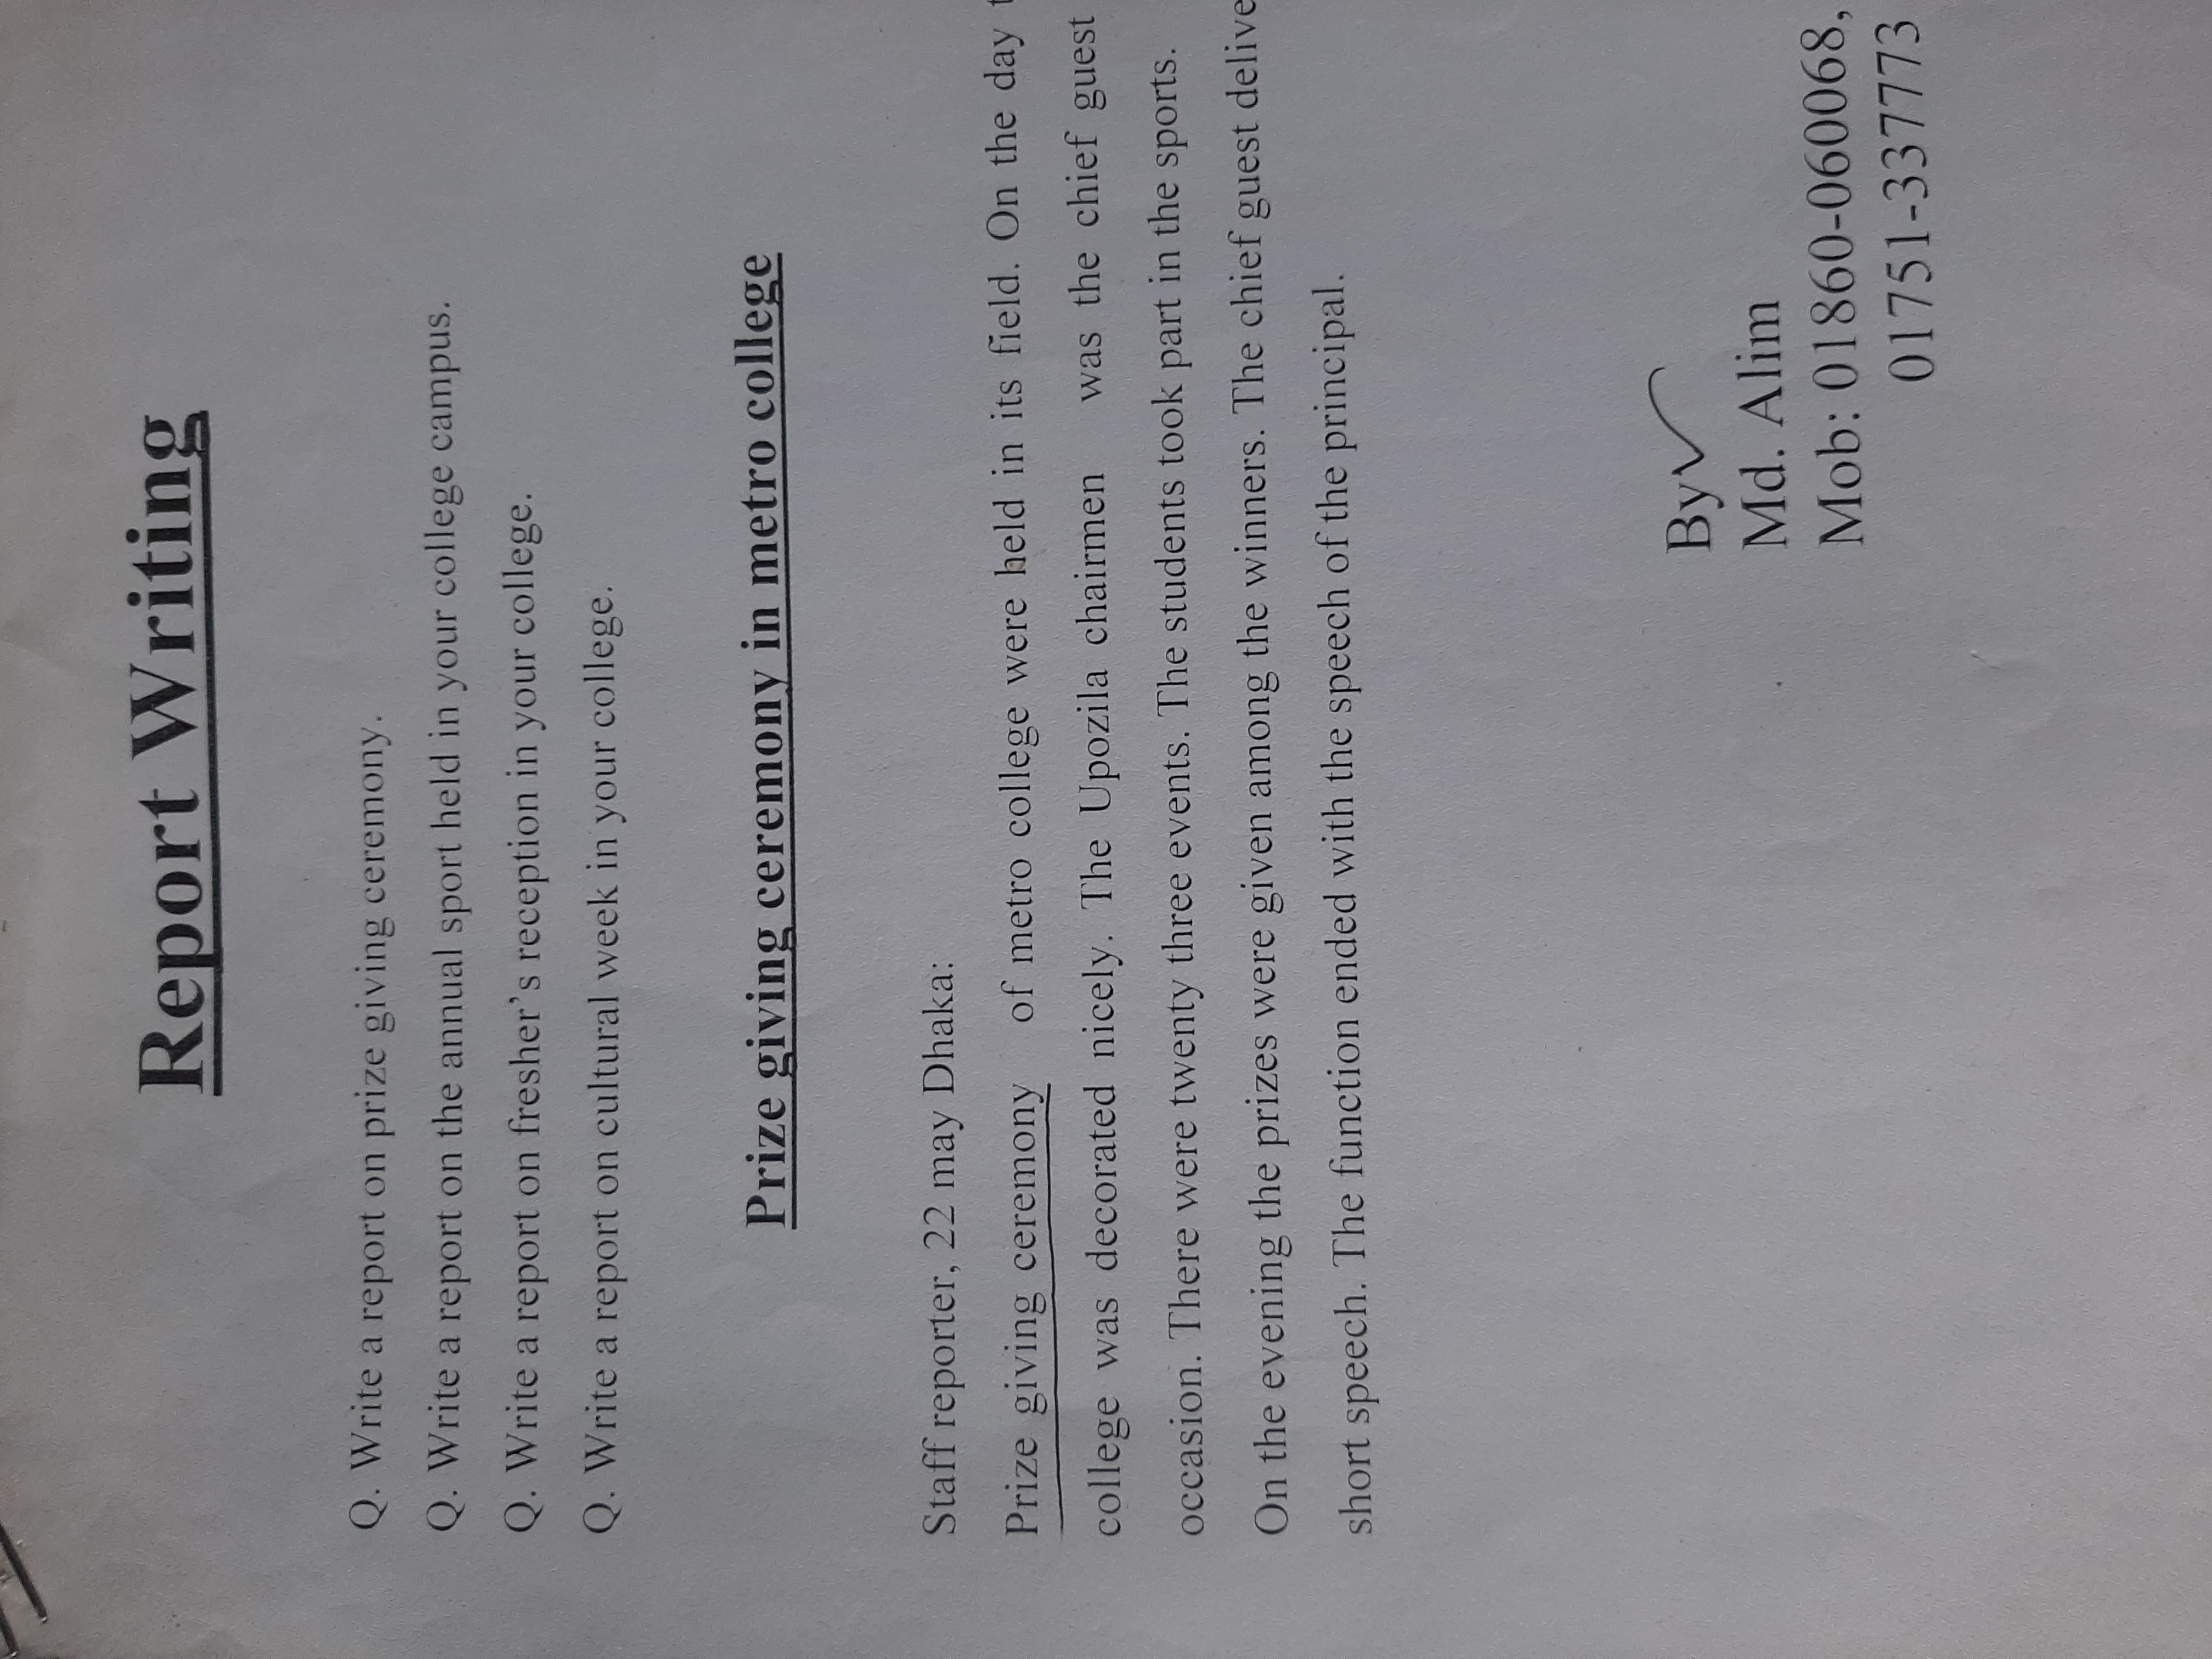 Report Writing
Q. Write a report on prize giving ceremony.
Q. Write a report on the annual sport held in your college campus.
Q. Write a report on fresher’s reception in your college.
Q. Write a report on cultural week in your college.
Prize giving ceremony in metro college
Staff reporter, 22 may Dhaka:
Prize giving ceremony of metro college were held in its field. On the day
college was decorated nicely. The Upozila chairmen was the chief guest
occasion. There were twenty three events. The students took part in the sports.
On the evening the prizes were given among the winners. The chief guest
short speech. The function ended with the speech of the principal.
By
Md. Alim
Mob: 01860-060068,
01751-337773